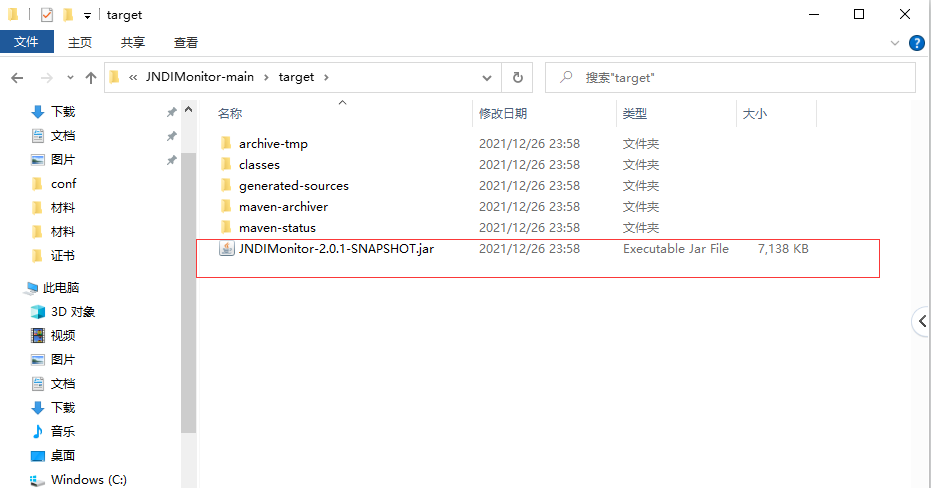 target
文件 主页 共享 查看
« JNDIMonitor-main › target › 搜索"target"
名称 修改日期 类型 大小
下载
文档
图片
conf
材料
材料
证书
此电脑
3D 对象
视频
图片
文档
下载
音乐
桌面
Windows (C:)
archive-tmp 2021/12/26 23:58 文件夹
classes 2021/12/26 23:58 文件夹
generated-sources 2021/12/26 23:58 文件夹
maven-archiver 2021/12/26 23:58 文件夹
maven-status 2021/12/26 23:58 文件夹
JNDIMonitor-2.0.1-SNAPSHOT.jar 2021/12/26 23:58 Executable Jar File 7,138 KB